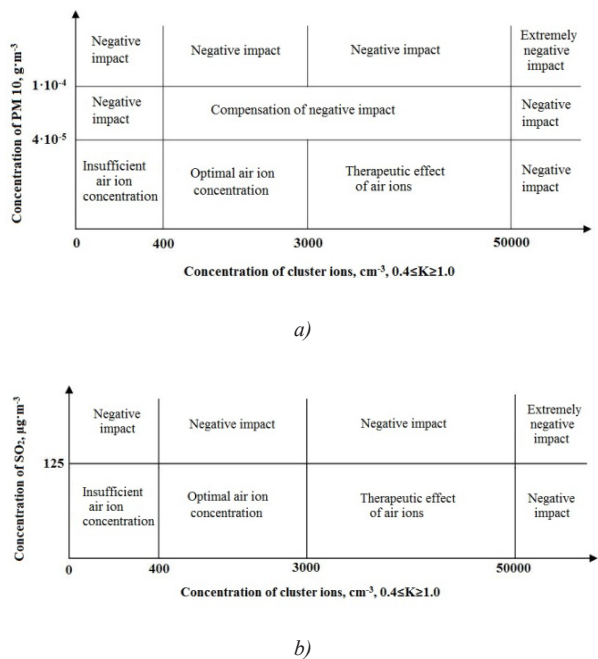 Concentration of PM 10, g·m-3
Negative
impact
Negative impact
Negative impact
Extremely
negative
impact
1·10-4
Negative
impact
Compensation of negative impact
Negative
impact
4·10-5
Insufficient
air ion
concentration
Optimal air ion
concentration
Therapeutic effect
of air ions
Negative
impact
0
400
3000
50000
Concentration of cluster ions, cm-3, 0.4≤K≥1.0
a)
Concentration of SO2, µg·m-3
Negative
impact
Negative impact
Negative impact
Extremely
negative
impact
125
Insufficient
air ion
concentration
Optimal air ion
concentration
Therapeutic effect
of air ions
Negative
impact
0
400
3000
50000
Concentration of cluster ions, cm-3, 0.4≤K≥1.0
b)